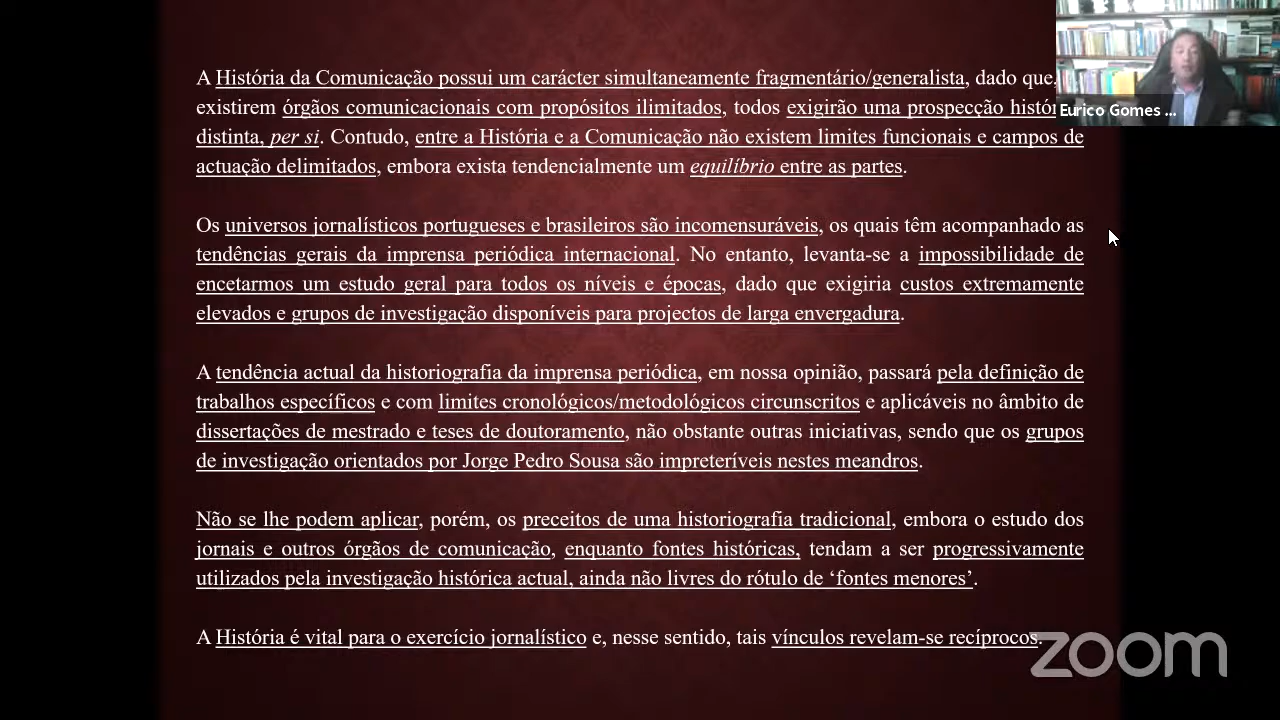 A História da Comunicação possui um carácter simultaneamente fragmentário/generalista, dado que,
existirem órgãos comunicacionais com propósitos ilimitados, todos exigirão uma prospecção
distinta, per si. Contudo, entre a História e a Comunicação não existem limites funcionais e campos de
actuação delimitados, embora exista tendencialmente um equilíbrio entre as partes.
Os universos jornalísticos portugueses e brasileiros são incomensuráveis, os quais têm acompanhado as
tendências gerais da imprensa periódica internacional. No entanto, levanta-se a impossibilidade de
encetarmos um estudo geral para todos os níveis e épocas, dado que exigiria custos extremamente
elevados e grupos de investigação disponíveis para projectos de larga envergadura.
A tendência actual da historiografia da imprensa periódica, em nossa opinião, passará pela definição de
trabalhos específicos e com limites cronológicos/metodológicos circunscritos e aplicáveis no âmbito de
dissertações de mestrado e teses de doutoramento, não obstante outras iniciativas, sendo que os grupos
de investigação orientados por Jorge Pedro Sousa são impreteríveis nestes meandros.
Não se lhe podem aplicar, porém, os preceitos de uma historiografia tradicional, embora o estudo dos
jornais e outros órgãos de comunicação, enquanto fontes históricas, tendam a ser progressivamente
utilizados pela investigação histórica actual, ainda não livres do rótulo de ‘fontes menores’.
A História é vital para o exercício jornalístico e, nesse sentido, tais vínculos revelam-se recíprocos.
Eurico Gomes ...
zoom